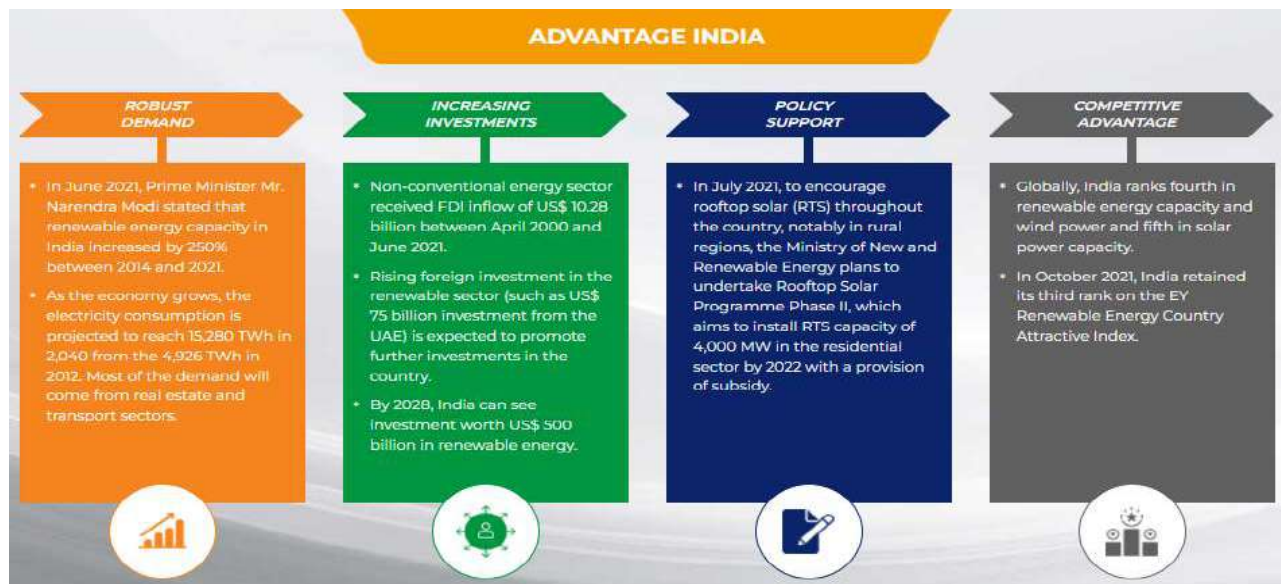 ADVANTAGE INDIA
ROBUST
DEMAND
• In June 2021, Prime Minister Mr.
Narendra Modi stated that
renewable energy capacity in
India increased by 250%
between 2014 and 2021.
• As the economy grows, the
electricity consumption is
projected to reach 15,280 TWh in
2,040 from the 4,926 TWh in
2012. Most of the demand will
come from real estate and
transport sectors.
INCREASING
INVESTMENTS
• Non-conventional energy sector
received FDI inflow of US$ 10.28
billion between April 2000 and
June 2021.
• Rising foreign investment in the
renewable sector (such as US$
75 billion investment from the
UAE) is expected to promote
further investments in the
country.
• By 2028, India can see
investment worth US$ 500
billion in renewable energy.
POLICY
SUPPORT
• In July 2021, to encourage
rooftop solar (RTS) throughout
the country, notably in rural
regions, the Ministry of New and
Renewable Energy plans to
undertake Rooftop Solar
Programme Phase II, which
aims to install RTS capacity of
4,000 MW in the residential
sector by 2022 with a provision
of subsidy.
COMPETITIVE
ADVANTAGE
• Globally, India ranks fourth in
renewable energy capacity and
wind power and fifth in solar
power capacity.
• In October 2021, India retained
its third rank on the EY
Renewable Energy Country
Attractive Index.